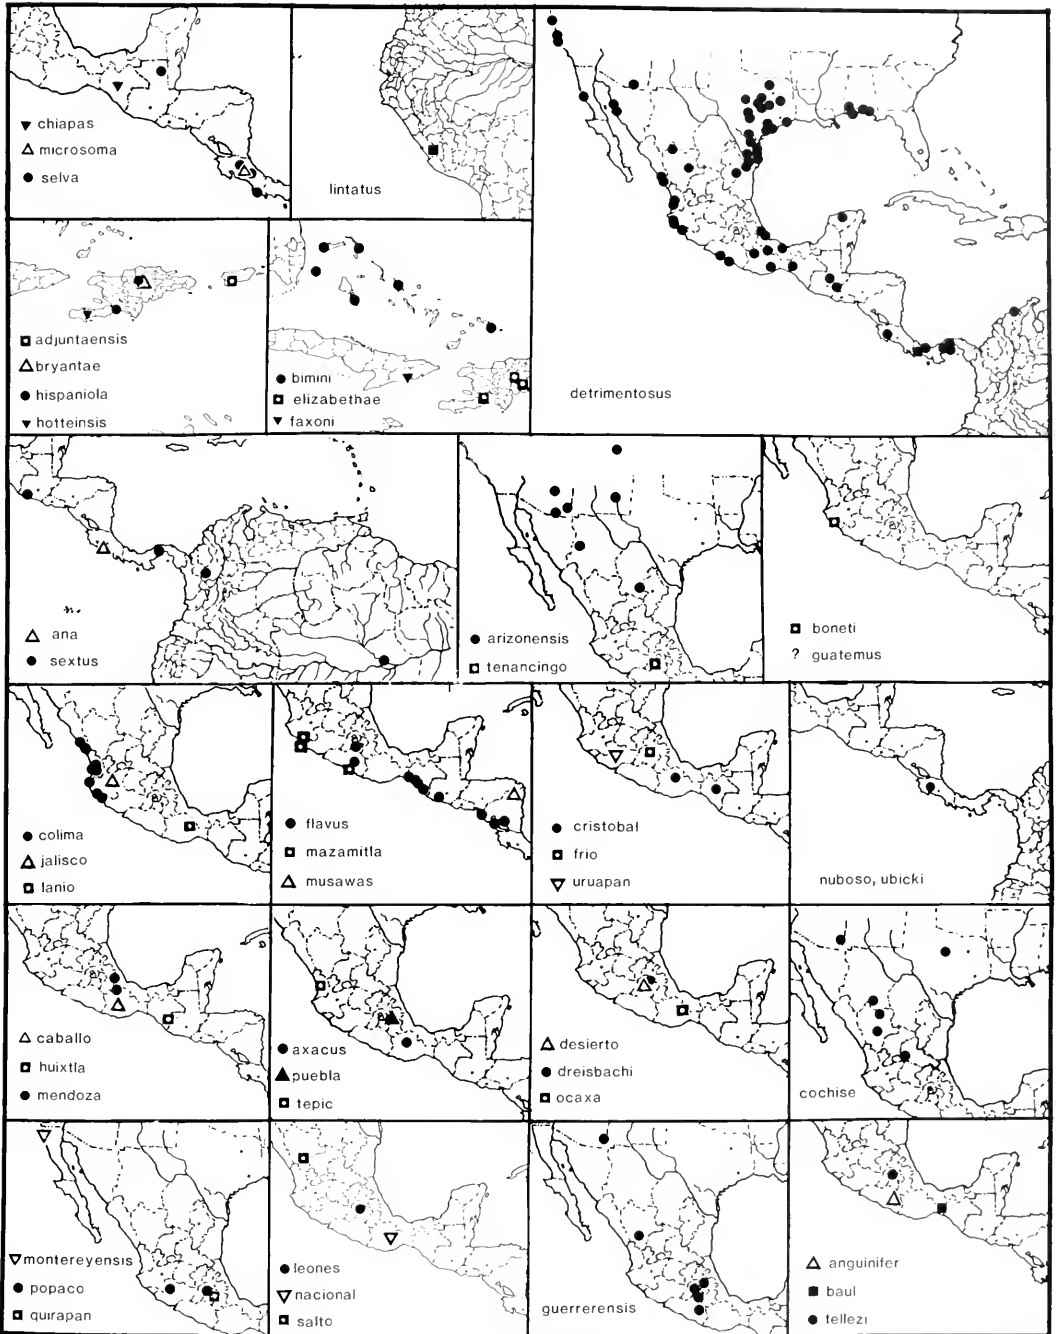 ▼ chiapas
△ microsoma
● selva
lintatus
detrimentosus
◘ adjuntaensis
△ bryantae
● hispaniola
▼ hotteinsis
● bimini
◘ elizabethae
▼ faxoni
△ ana
● sextus
● arizonensis
◘ tenancingo
◘ boneti
? guatemus
?
● colima
△ jalisco
◘ lanio
● flavus
◘ mazamitla
△ musawas
● cristobal
◘ frio
▽ uruapan
nuboso, ubicki
△ caballo
◘ huixtla
● mendoza
● axacus
▲ puebla
◘ tepic
△ desierto
● dreisbachi
◘ ocaxa
cochise
▽ montereyensis
● popaco
◘ quirapan
● leones
▽ nacional
◘ salto
guerrerensis
△ anguinifer
■ baul
● tellezi